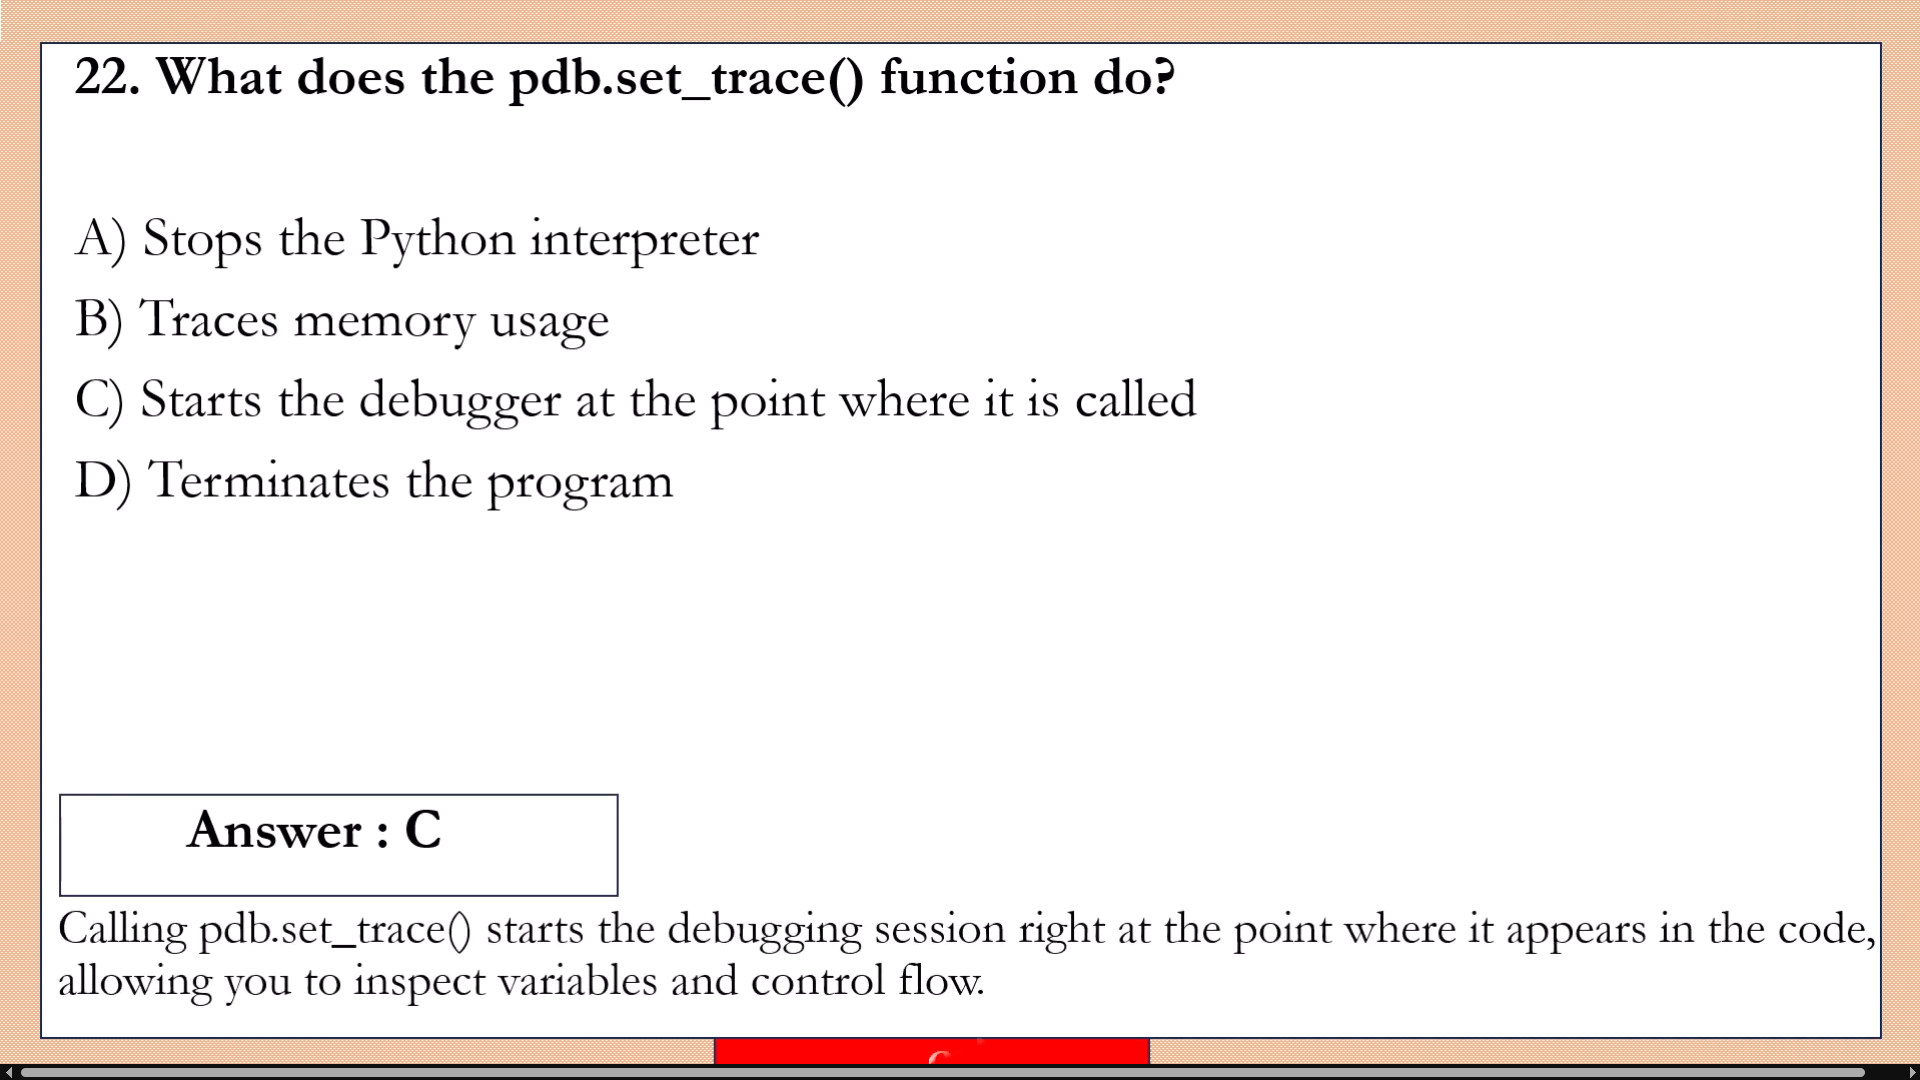 22. What does the pdb.set_trace() function do?
A) Stops the Python interpreter
B) Traces memory usage
C) Starts the debugger at the point where it is called
D) Terminates the program
Answer : C
Calling pdb.set_trace() starts the debugging session right at the point where it appears in the code,
allowing you to inspect variables and control flow.